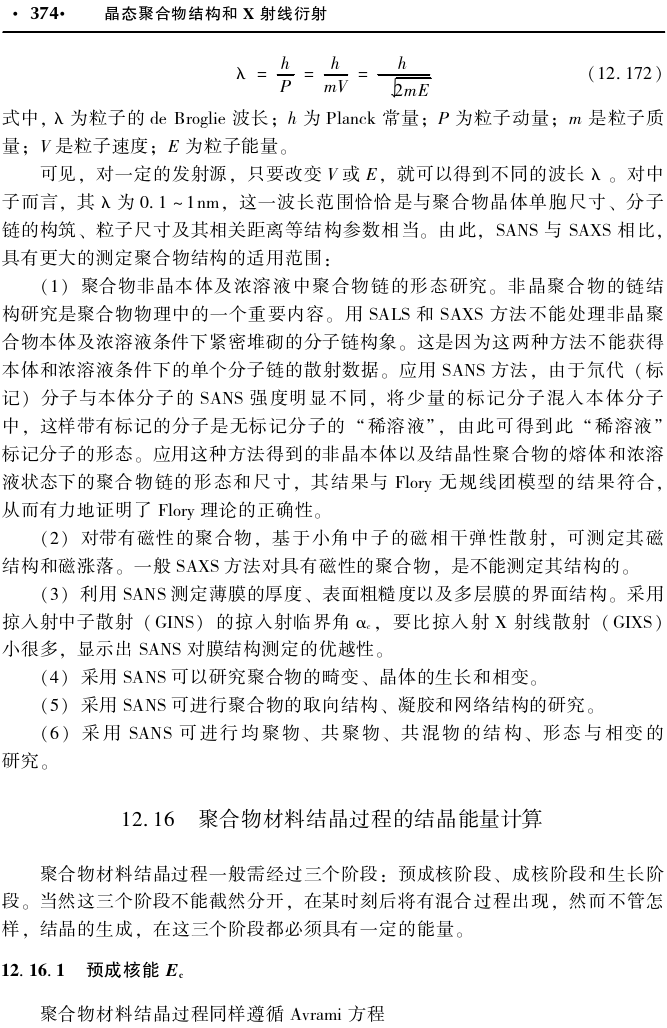 · 374· 晶态聚合物结构和 X 射线衍射
λ = h/P = h/mV = h/√2mE (12.172)
式中，λ 为粒子的 de Broglie 波长；h 为 Planck 常量；P 为粒子动量；m 是粒子质
量；V 是粒子速度；E 为粒子能量。
可见，对一定的发射源，只要改变 V 或 E，就可以得到不同的波长 λ 。对中
子而言，其 λ 为 0.1 ~ 1nm，这一波长范围恰恰是与聚合物晶体单胞尺寸、分子
链的构筑、粒子尺寸及其相关距离等结构参数相当。由此，SANS 与 SAXS 相比，
具有更大的测定聚合物结构的适用范围：
（1）聚合物非晶本体及浓溶液中聚合物链的形态研究。非晶聚合物的链结
构研究是聚合物物理中的一个重要内容。用 SALS 和 SAXS 方法不能处理非晶聚
合物本体及浓溶液条件下紧密堆砌的分子链构象。这是因为这两种方法不能获得
本体和浓溶液条件下的单个分子链的散射数据。应用 SANS 方法，由于氘代（标
记）分子与本体分子的 SANS 强度明显不同，将少量的标记分子混入本体分子
中，这样带有标记的分子是无标记分子的“稀溶液”，由此可得到此“稀溶液”
标记分子的形态。应用这种方法得到的非晶本体以及结晶性聚合物的熔体和浓溶
液状态下的聚合物链的形态和尺寸，其结果与 Flory 无规线团模型的结果符合，
从而有力地证明了 Flory 理论的正确性。
（2）对带有磁性的聚合物，基于小角中子的磁相干弹性散射，可测定其磁
结构和磁涨落。一般 SAXS 方法对具有磁性的聚合物，是不能测定其结构的。
（3）利用 SANS 测定薄膜的厚度、表面粗糙度以及多层膜的界面结构。采用
掠入射中子散射（GINS）的掠入射临界角 αc，要比掠入射 X 射线散射（GIXS）
小很多，显示出 SANS 对膜结构测定的优越性。
（4）采用 SANS 可以研究聚合物的畸变、晶体的生长和相变。
（5）采用 SANS 可进行聚合物的取向结构、凝胶和网络结构的研究。
（6）采用 SANS 可进行均聚物、共聚物、共混物的结构、形态与相变的
研究。
12.16 聚合物材料结晶过程的结晶能量计算
聚合物材料结晶过程一般需经过三个阶段：预成核阶段、成核阶段和生长阶
段。当然这三个阶段不能截然分开，在某时刻后将有混合过程出现，然而不管怎
样，结晶的生成，在这三个阶段都必须具有一定的能量。
12.16.1 预成核能 Ec
聚合物材料结晶过程同样遵循 Avrami 方程